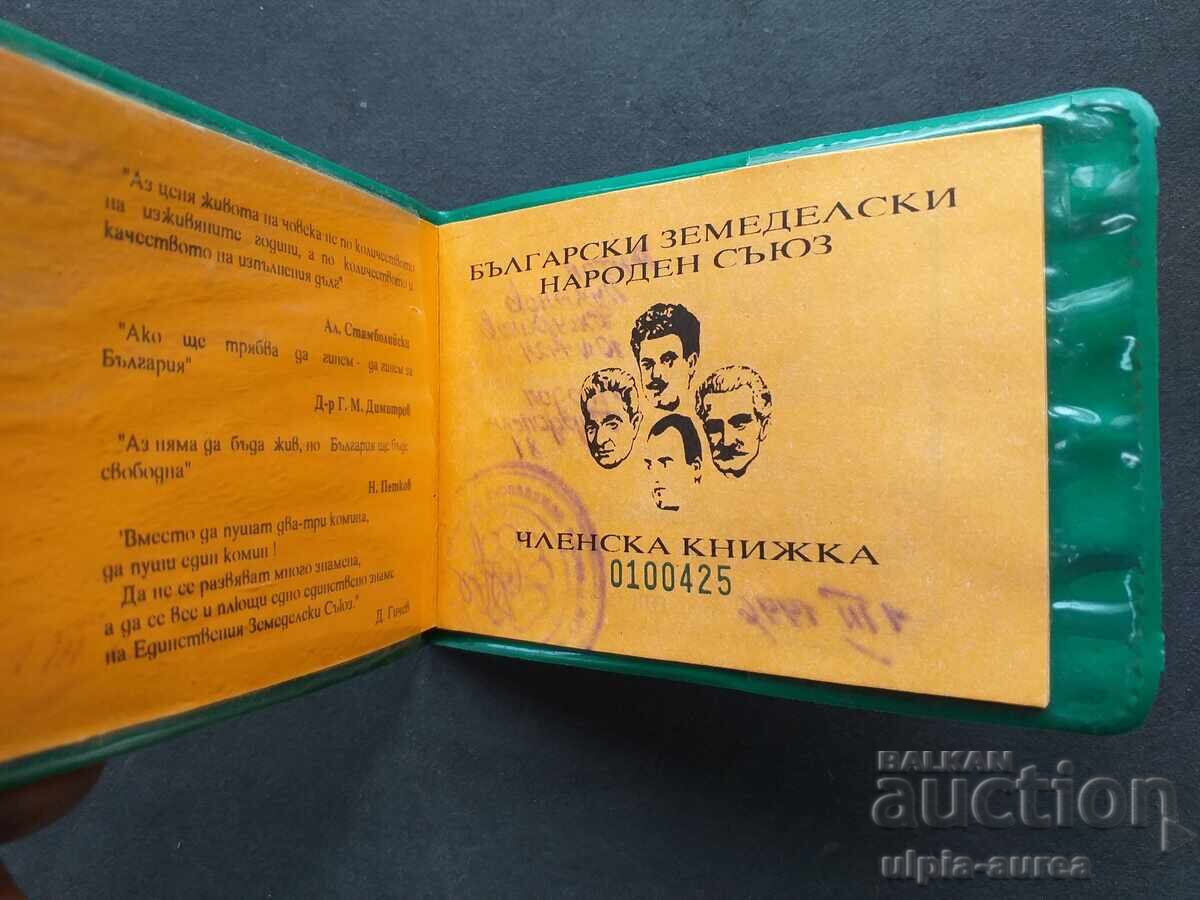 "Аз ценя живота на човека не по количеството
на изживяните години, а по количеството и
качеството на изпълнения дълг"
Ал. Стамболийски
"Ако ще трябва да гинем - да гинем за
България"
Д-р Г. М. Димитров
"Аз няма да бъда жив, но България ще бъде
свободна"
Н. Петков
"Вместо да пушат два-три комина,
да пуши един комин !
Да не се развяват много знамена,
а да се вее и плющи едно единствено знаме
на Единствения Земеделски Съюз."
Д. Гичев
БЪЛГАРСКИ ЗЕМЕДЕЛСКИ
НАРОДЕН СЪЮЗ
ЧЛЕНСКА КНИЖКА
0100425
BALKAN
auction
ulpia-aurea